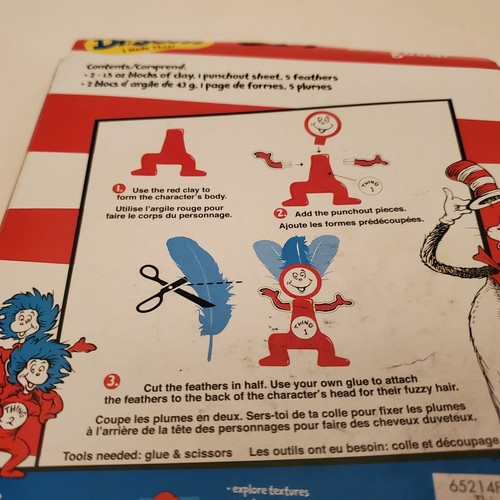 Dr. Seuss
I Made That!
Contents/Comprend:
• 2 - 1.5 oz blocks of clay, 1 punchout sheet, 5 feathers
• 2 blocs d'argile de 43 g, 1 page de formes, 5 plumes
1. Use the red clay to
form the character's body.
Utilise l'argile rouge pour
faire le corps du personnage.
THING
1
2. Add the punchout pieces.
Ajoute les formes prédécoupées.
THING
1
3. Cut the feathers in half. Use your own glue to attach
the feathers to the back of the character's head for their fuzzy hair.
Coupe les plumes en deux. Sers-toi de ta colle pour fixer les plumes
à l'arrière de la tête des personnages pour faire des cheveux duveteux.
THING
2
Tools needed: glue & scissors Les outils ont eu besoin: colle et découpage
• explore textures
65214